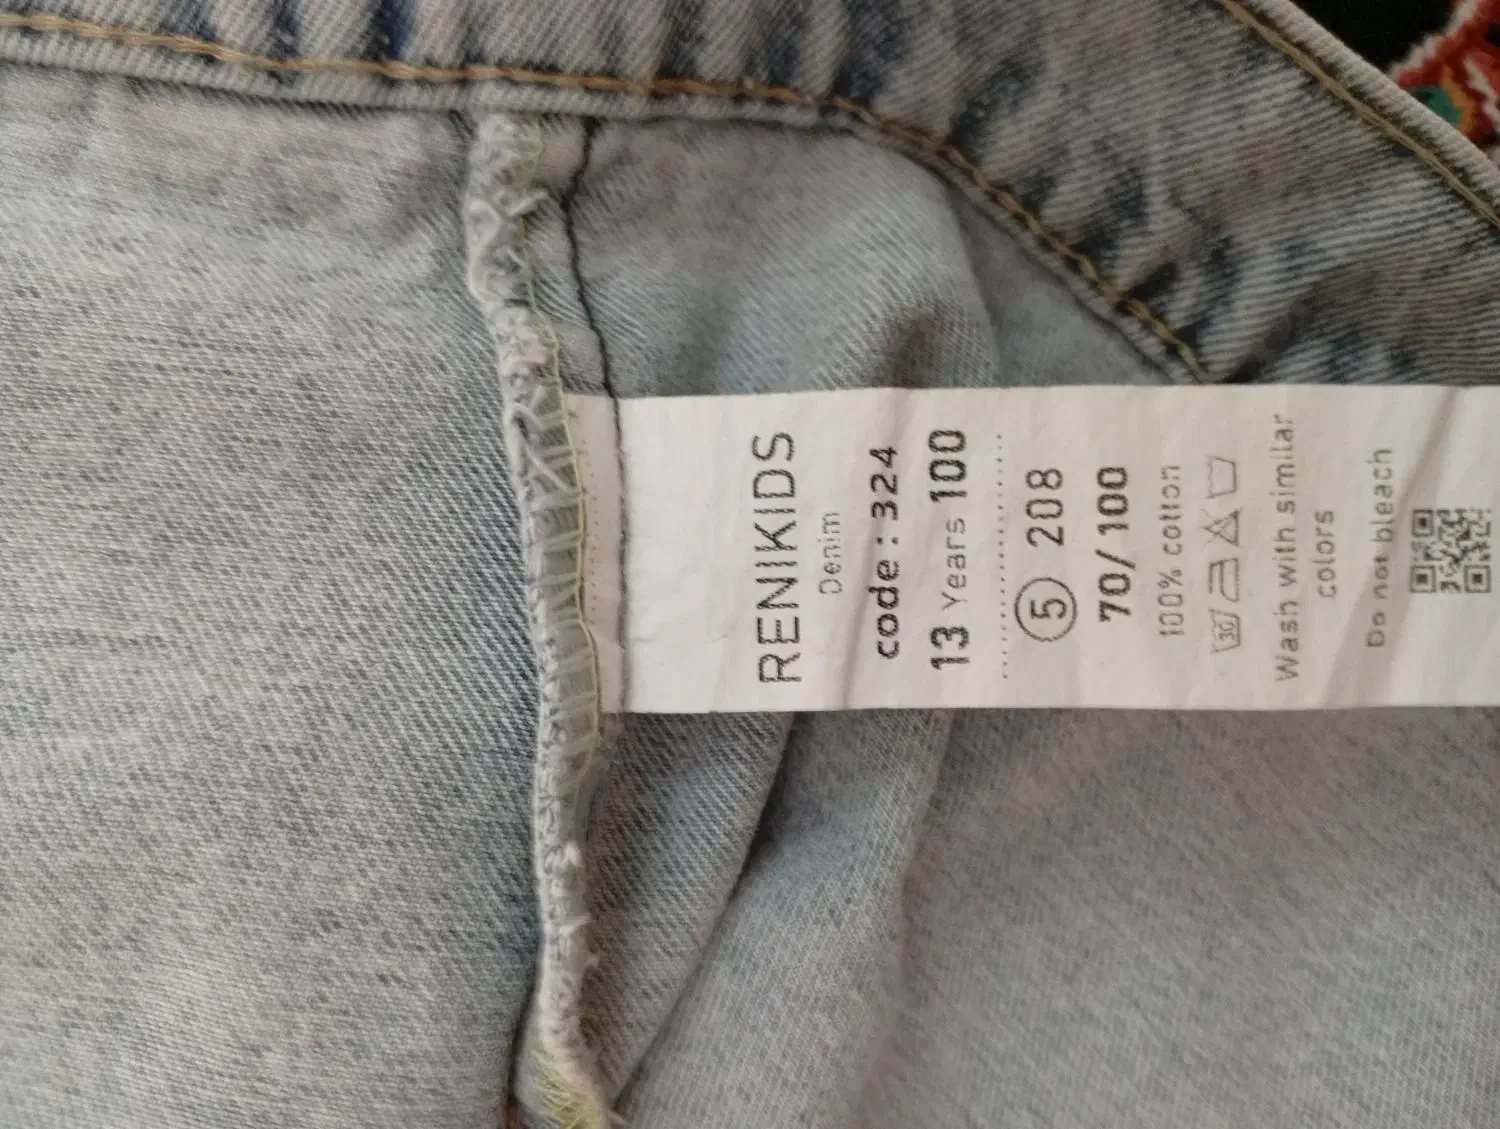 RENIKIDS
Denim
code : 324
13 Years 100
5 208
70/100
100% cotton
30
Wash with similar
colors
Do not bleach